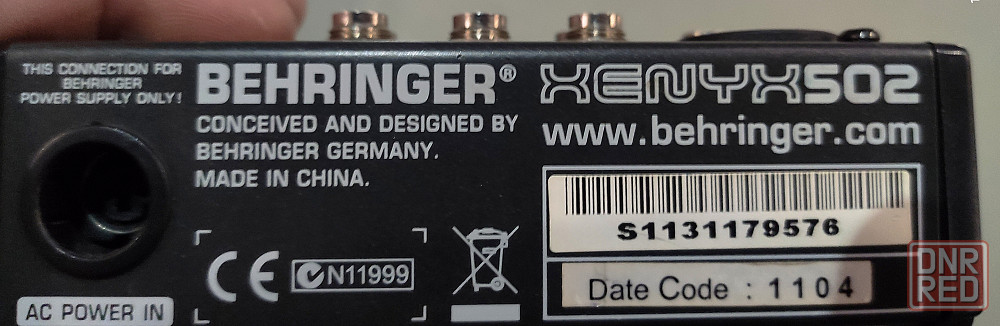 THIS CONNECTION FOR
BEHRINGER
POWER SUPPLY ONLY!
AC POWER IN
BEHRINGER®
CONCEIVED AND DESIGNED BY
BEHRINGER GERMANY.
MADE IN CHINA.
CE
N11999
XENYX502
www.behringer.com
S1131179576
Date Code : 1104
DNR
RED